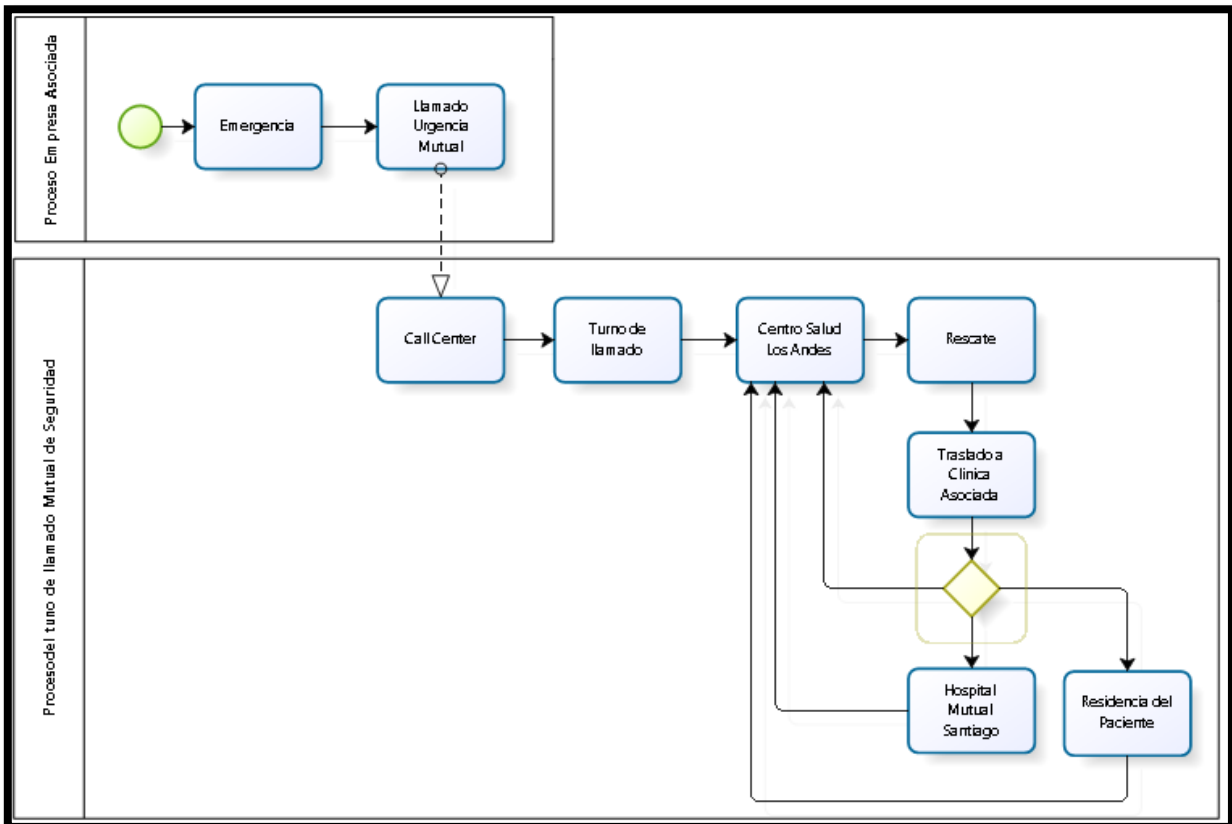 Proceso Empresa Asociada
Emergencia
Llamado
Urgencia
Mutual
Procesodel tuno de llamado Mutual de Seguridad
Call Center
Turno de
llamado
Centro Salud
Los Andes
Rescate
Traslado a
Clinica
Asociada
Hospital
Mutual
Santiago
Residencia del
Paciente